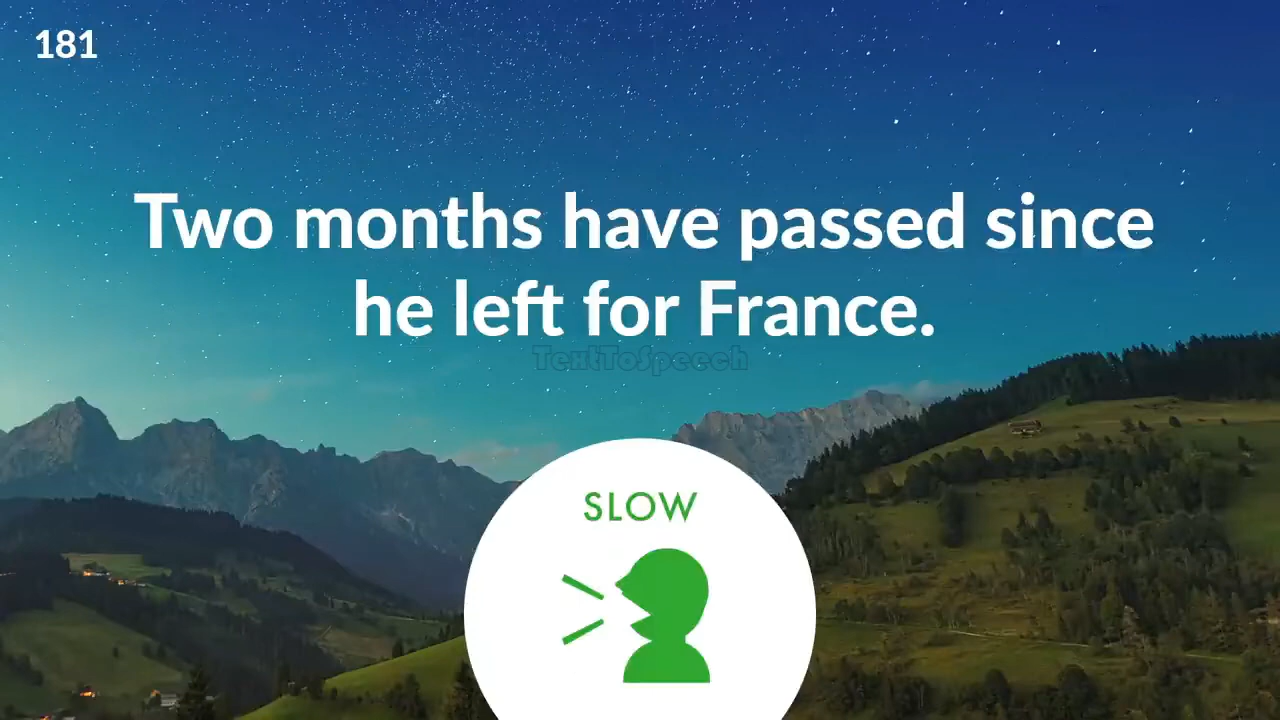 181
Two months have passed since
he left for France.
TextToSpeech
SLOW